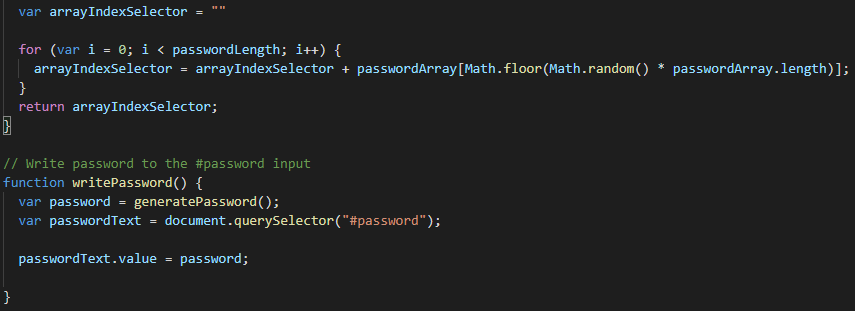 var arrayIndexSelector = ""
for (var i = 0; i < passwordLength; i++) {
arrayIndexSelector = arrayIndexSelector + passwordArray[Math.floor(Math.random() * passwordArray.length)];
}
return arrayIndexSelector;
}
// Write password to the #password input
function writePassword() {
var password = generatePassword();
var passwordText = document.querySelector("#password");
passwordText.value = password;
}